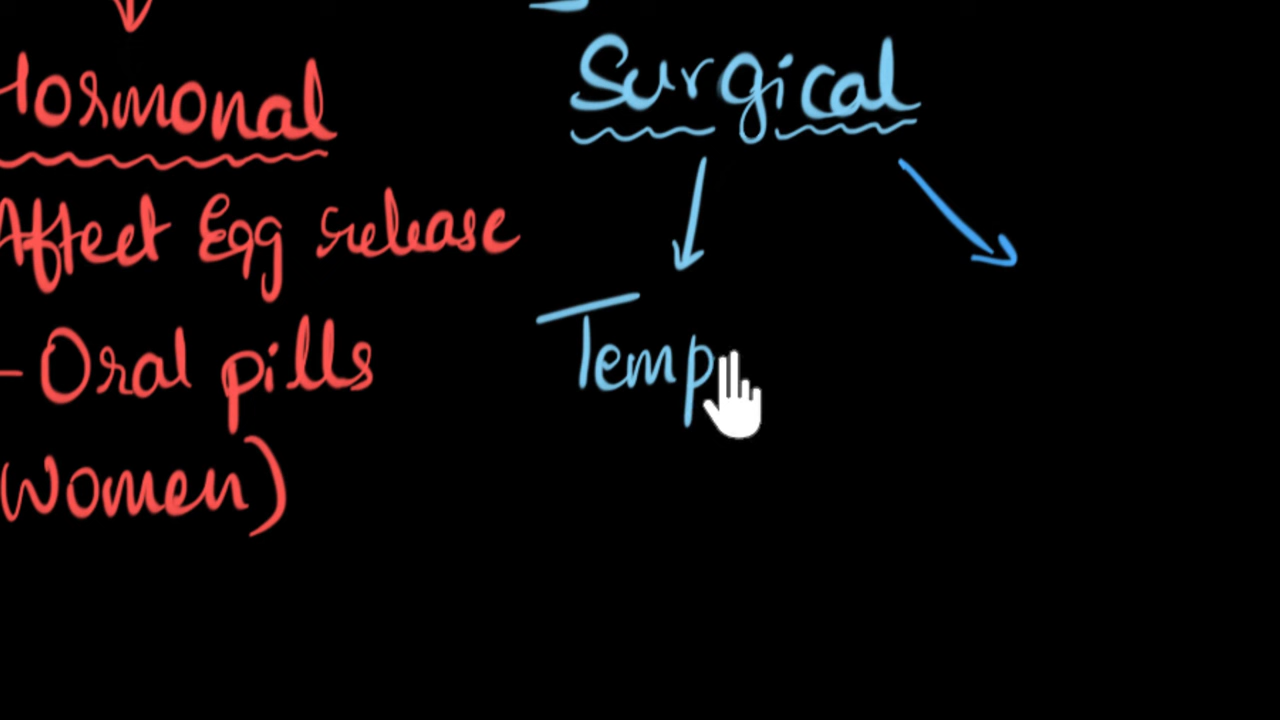 Hormonal
Affect Egg release
- Oral pills
(Women)
Surgical
Temp